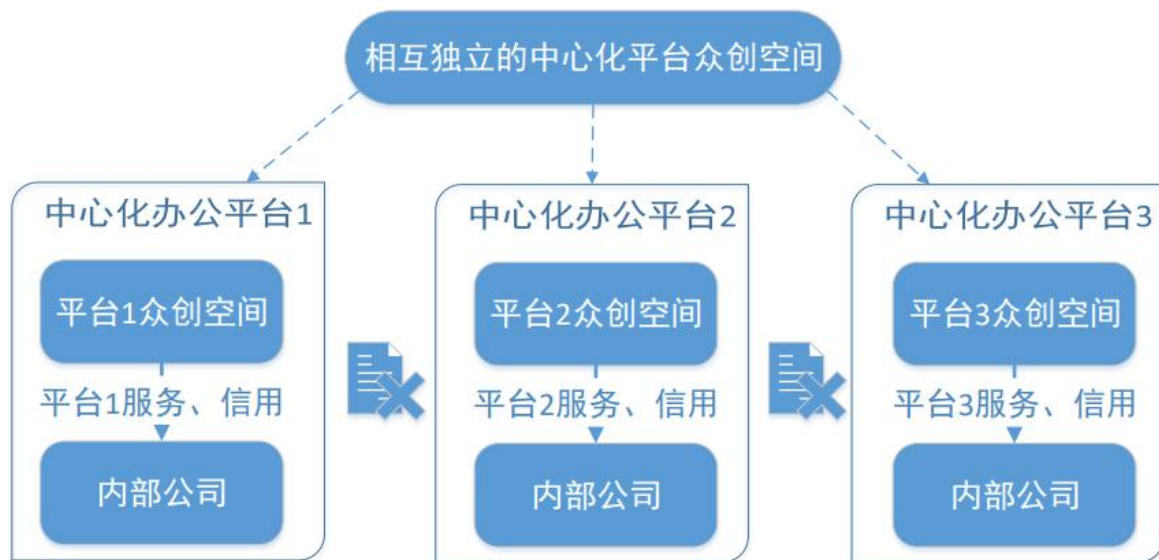 相互独立的中心化平台众创空间
中心化办公平台1
中心化办公平台2
中心化办公平台3
平台1众创空间
平台2众创空间
平台3众创空间
平台1服务、信用
平台2服务、信用
平台3服务、信用
内部公司
内部公司
内部公司